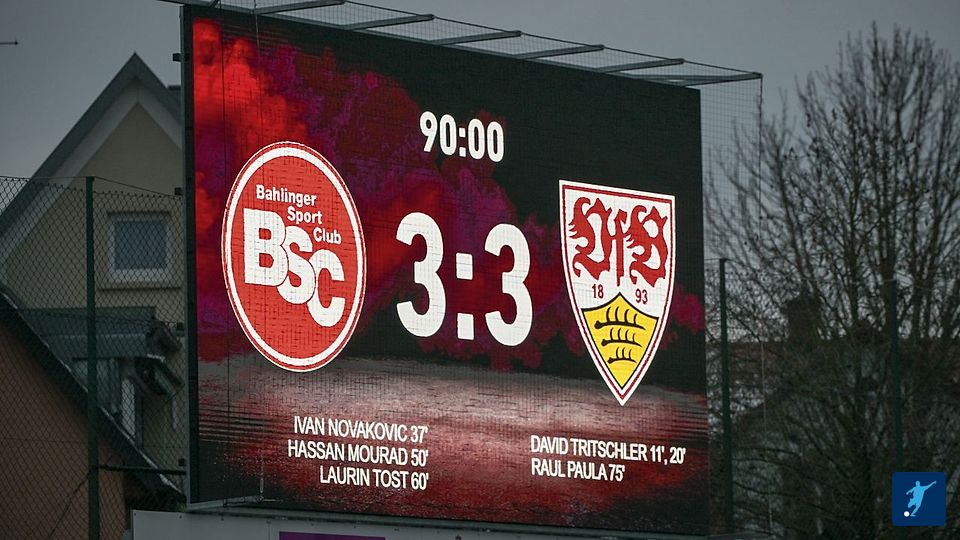 90:00
Bahlinger
Sport
Club
BSC
3:3
VfB
18 93
IVAN NOVAKOVIC 37'
HASSAN MOURAD 50'
LAURIN TOST 60'
DAVID TRITSCHLER 11', 20'
RAUL PAULA 75'